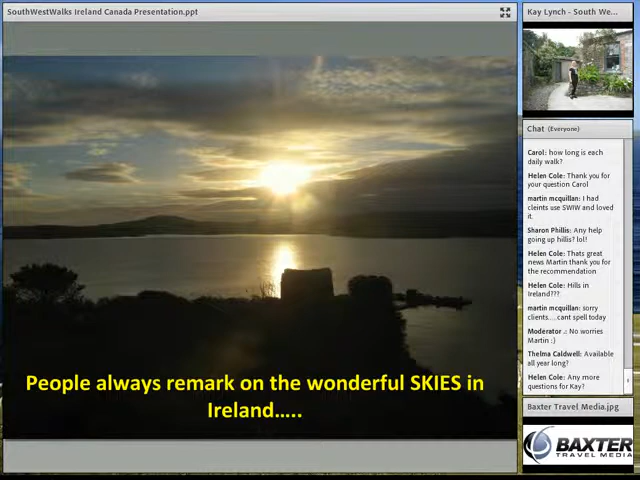 SouthWestWalks Ireland Canada Presentation.ppt
People always remark on the wonderful SKIES in
Ireland.....
Kay Lynch - South We...
Chat (Everyone)
Carol: how long is each
daily walk?
Helen Cole: Thank you for
your question Carol
martin mcquillan: I had
cleints use SWIW and loved
it.
Sharon Phillis: Any help
going up hillis? lol!
Helen Cole: Thats great
news Martin thank you for
the recommendation
Helen Cole: Hills in
Ireland???
martin mcquillan: sorry
clients....cant spell today
Moderator .: No worries
Martin :)
Thelma Caldwell: Available
all year long?
Helen Cole: Any more
questions for Kay?
Baxter Travel Media.jpg
BAXTER
TRAVEL MEDIA